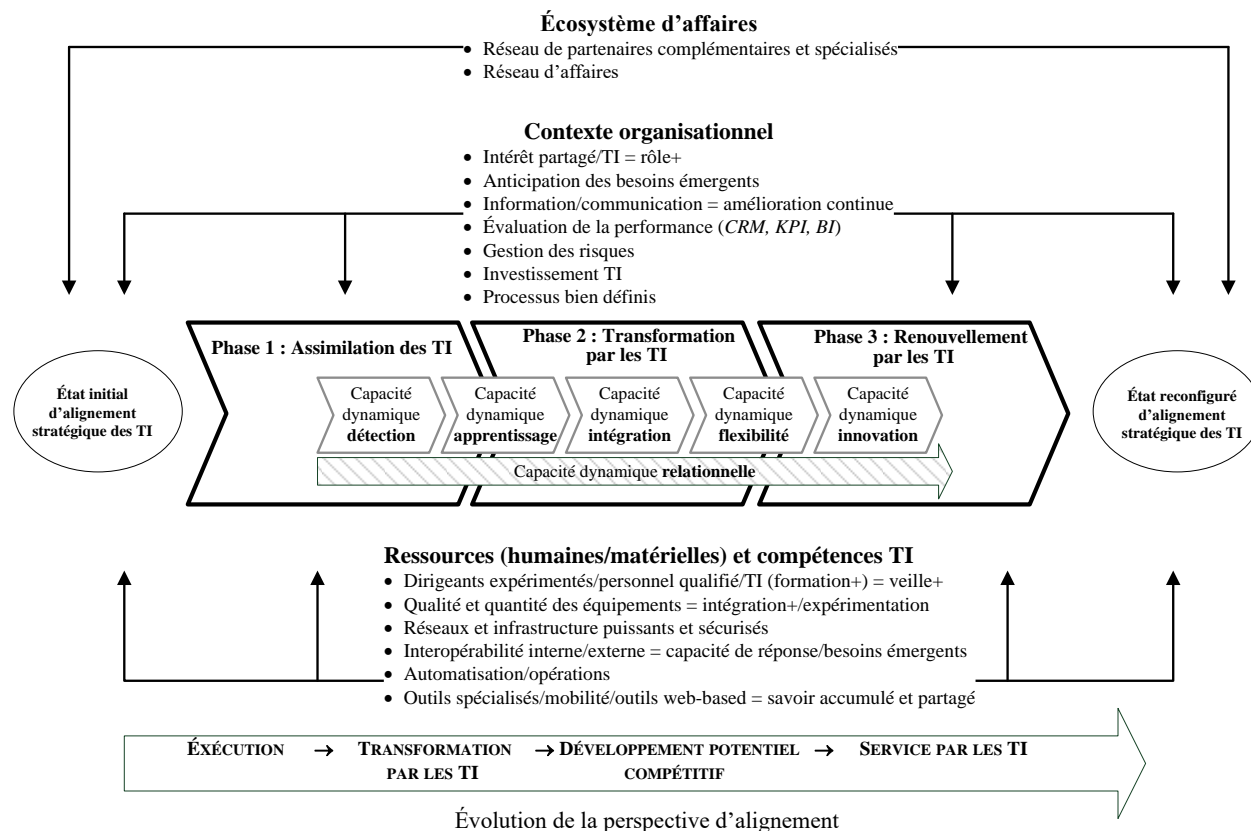 Écosystème d’affaires
• Réseau de partenaires complémentaires et spécialisés
• Réseau d’affaires
Contexte organisationnel
• Intérêt partagé/TI = rôle+
• Anticipation des besoins émergents
• Information/communication = amélioration continue
• Évaluation de la performance (CRM, KPI, BI)
• Gestion des risques
• Investissement TI
• Processus bien définis
État initial
d’alignement
stratégique des TI
Phase 1 : Assimilation des TI
Phase 2 : Transformation
par les TI
Phase 3 : Renouvellement
par les TI
Capacité
dynamique
détection
Capacité
dynamique
apprentissage
Capacité
dynamique
intégration
Capacité
dynamique
flexibilité
Capacité
dynamique
innovation
Capacité dynamique relationnelle
État reconfiguré
d’alignement
stratégique des TI
Ressources (humaines/matérielles) et compétences TI
• Dirigeants expérimentés/personnel qualifié/TI (formation+) = veille+
• Qualité et quantité des équipements = intégration+/expérimentation
• Réseaux et infrastructure puissants et sécurisés
• Interopérabilité interne/externe = capacité de réponse/besoins émergents
• Automatisation/opérations
• Outils spécialisés/mobilité/outils web-based = savoir accumulé et partagé
ÉXÉCUTION → TRANSFORMATION → DÉVELOPPEMENT POTENTIEL → SERVICE PAR LES TI
PAR LES TI COMPÉTITIF
Évolution de la perspective d’alignement